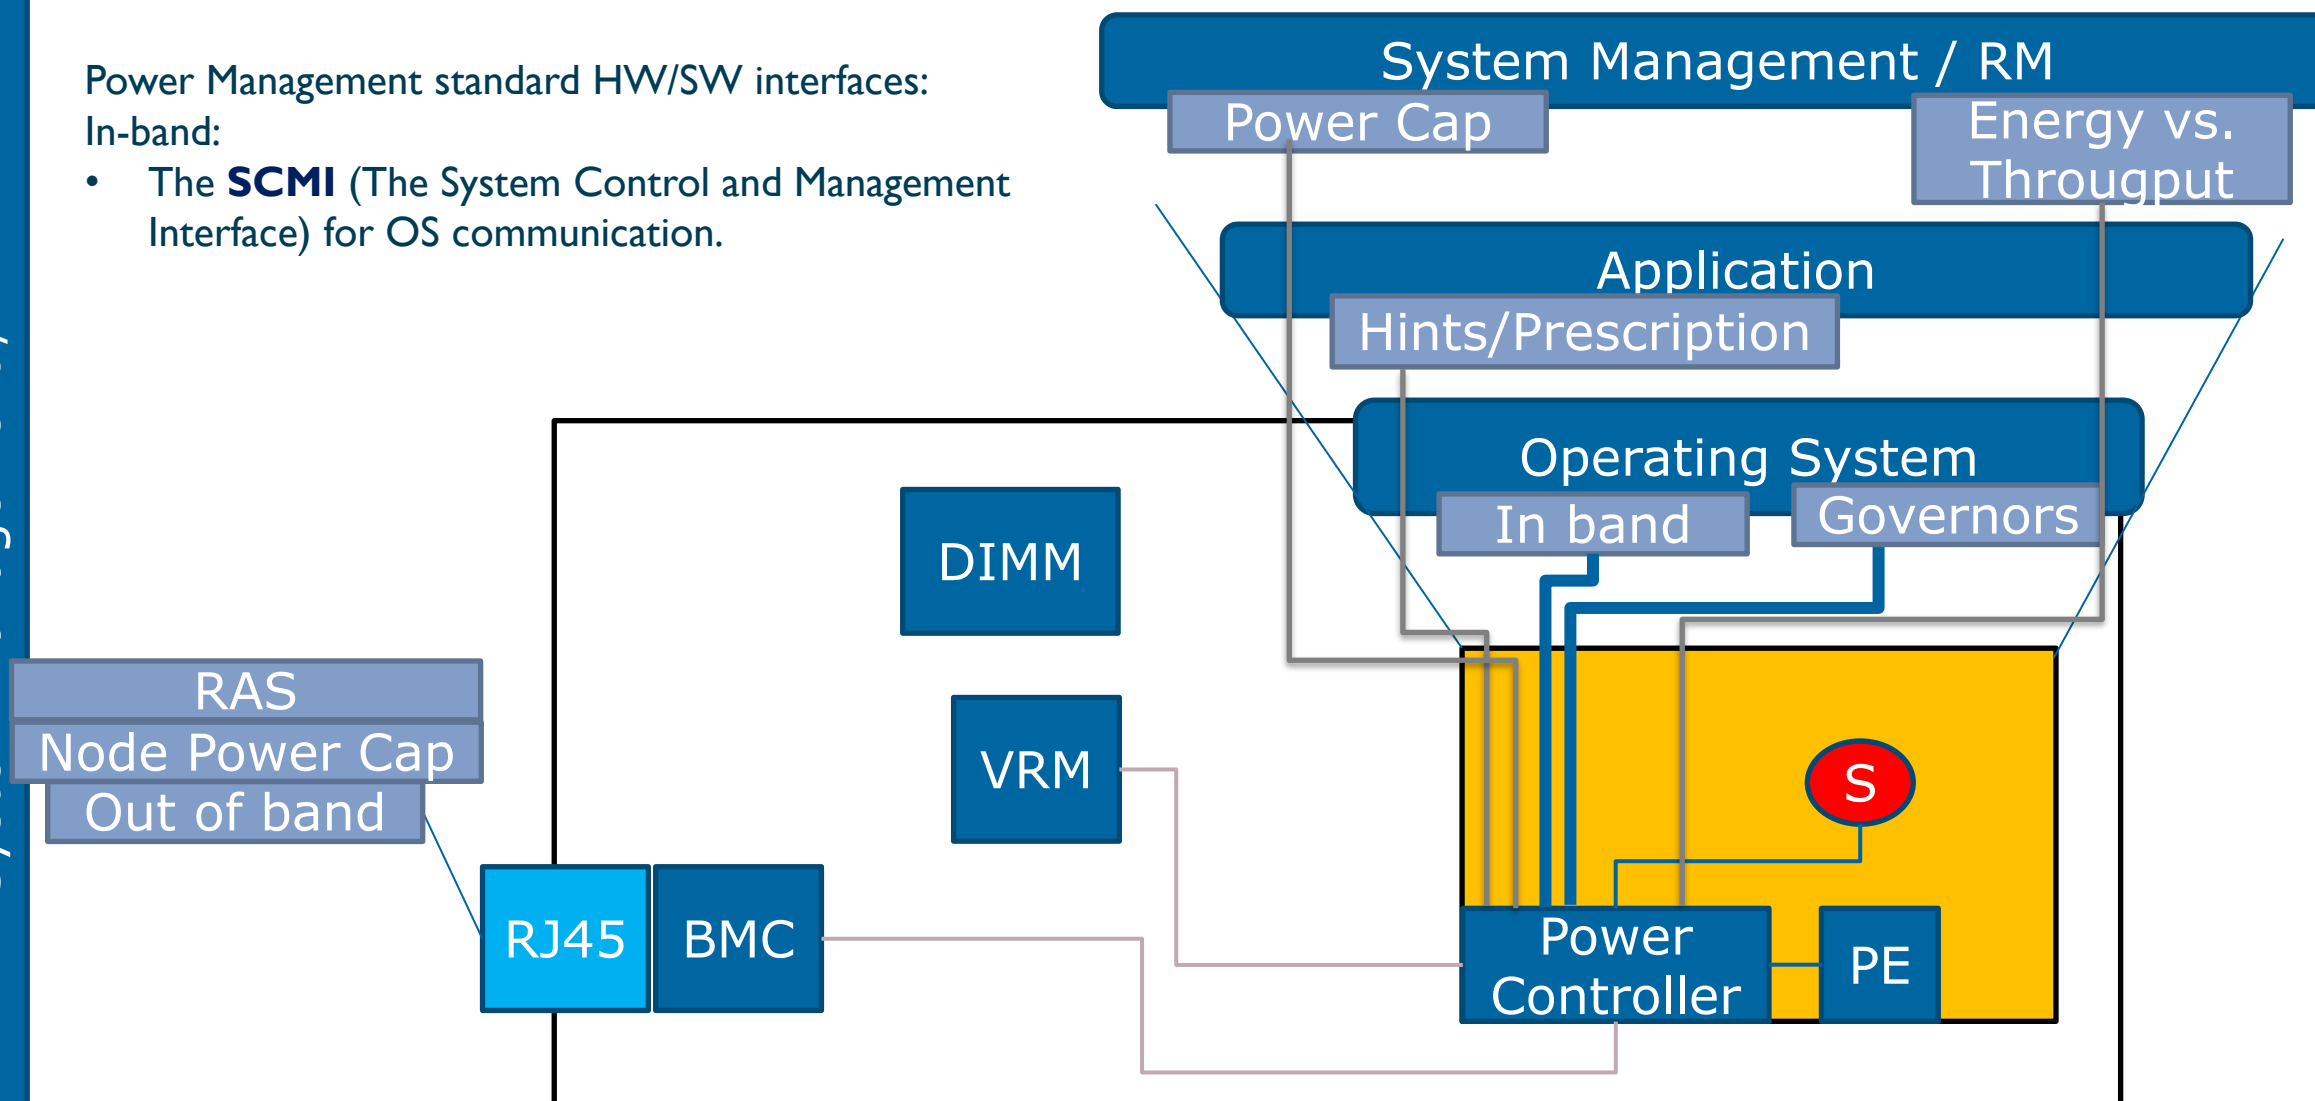 Power Management standard HW/SW interfaces:
In-band:
• The SCMI (The System Control and Management
Interface) for OS communication.
System Management / RM
Power Cap
Energy vs.
Througput
Application
Hints/Prescription
Operating System
In band
Governors
DIMM
VRM
RAS
Node Power Cap
Out of band
RJ45
BMC
S
Power
Controller
PE